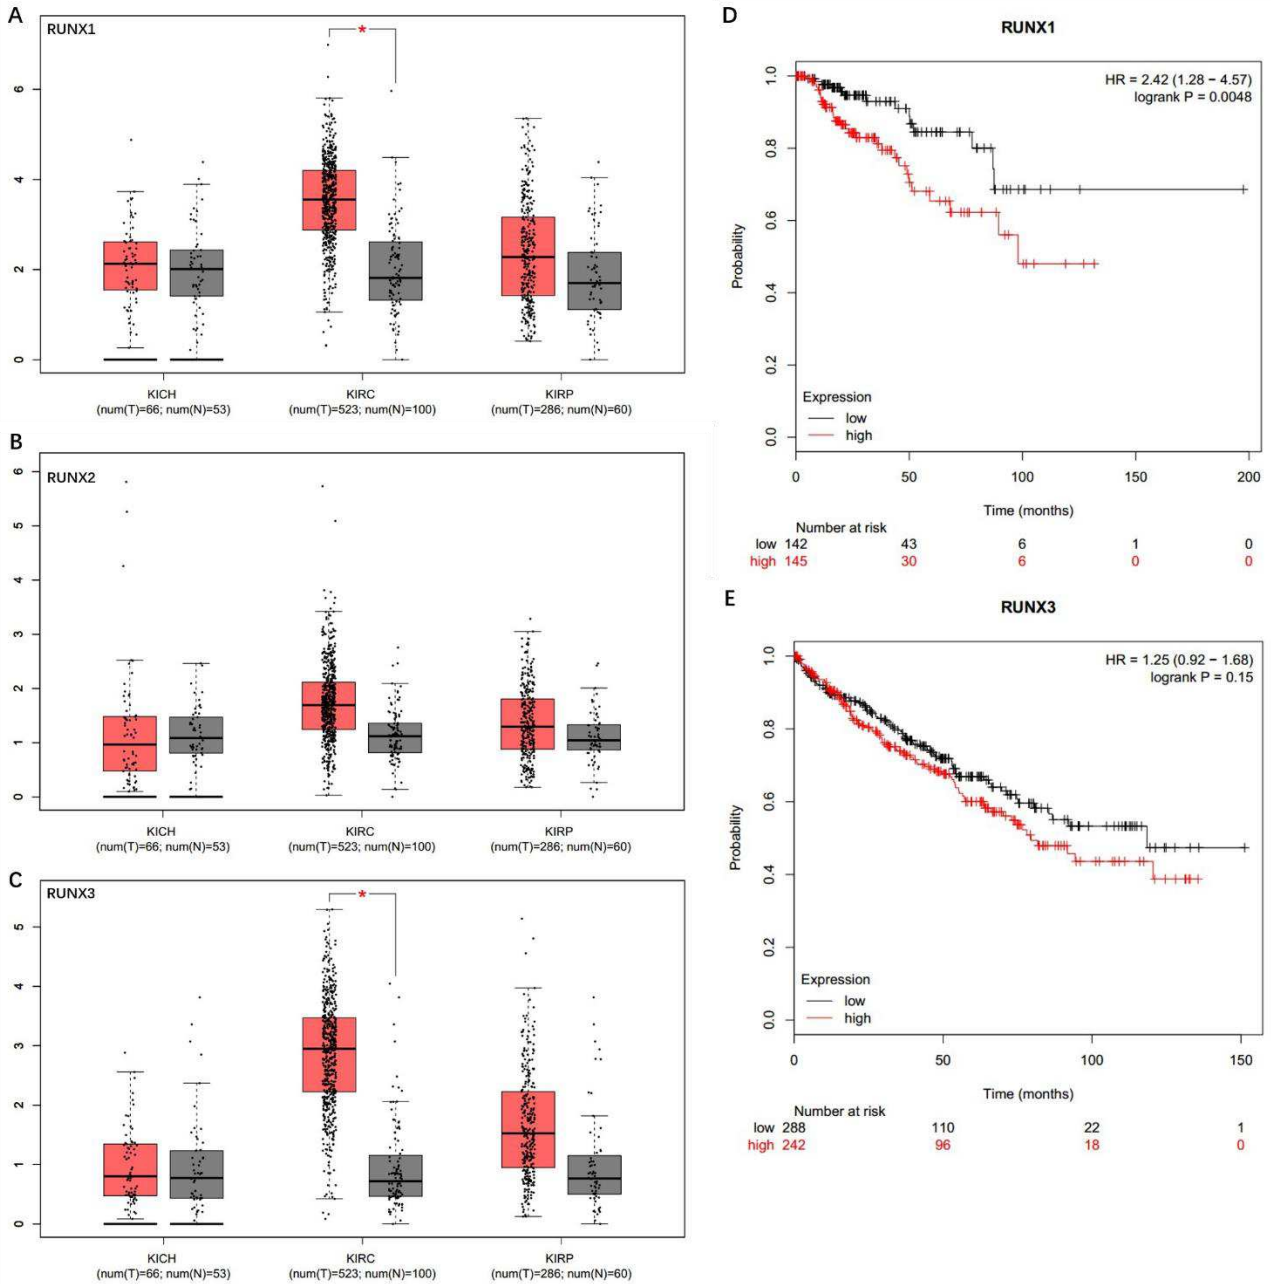 A
RUNX1
*
6
4
2
0
KICH
(num(T)=66; num(N)=53)
KIRC
(num(T)=523; num(N)=100)
KIRP
(num(T)=286; num(N)=60)
B
RUNX2
6
5
4
3
2
1
0
KICH
(num(T)=66; num(N)=53)
KIRC
(num(T)=523; num(N)=100)
KIRP
(num(T)=286; num(N)=60)
C
RUNX3
*
5
4
3
2
1
0
KICH
(num(T)=66; num(N)=53)
KIRC
(num(T)=523; num(N)=100)
KIRP
(num(T)=286; num(N)=60)
D
RUNX1
HR = 2.42 (1.28 − 4.57)
logrank P = 0.0048
Probability
1.0
0.8
0.6
0.4
0.2
0.0
Expression
low
high
0 50 100 150 200
Time (months)
Number at risk
low 142 43 6 1 0
high 145 30 6 0 0
E
RUNX3
HR = 1.25 (0.92 − 1.68)
logrank P = 0.15
Probability
1.0
0.8
0.6
0.4
0.2
0.0
Expression
low
high
0 50 100 150
Time (months)
Number at risk
low 288 110 22 1
high 242 96 18 0